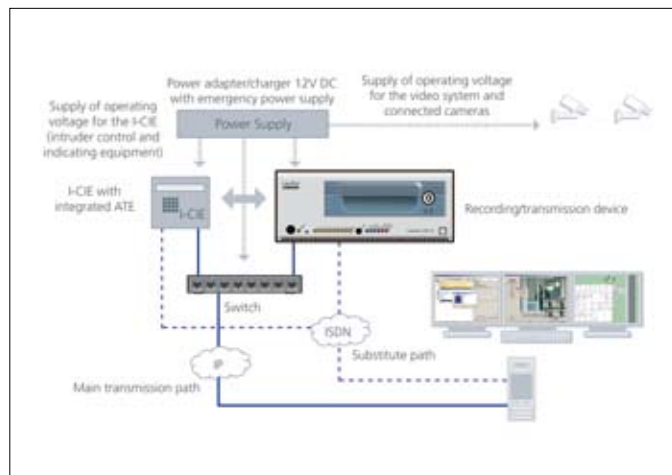 Power adapter/charger 12V DC
with emergency power supply
Supply of operating voltage
for the video system and
connected cameras
Supply of operating
voltage for the I-CIE
(intruder control and
indicating equipment)
Power Supply
I-CIE with
integrated ATE
I-CIE
Recording/transmission device
Switch
ISDN
Substitute path
IP
Main transmission path